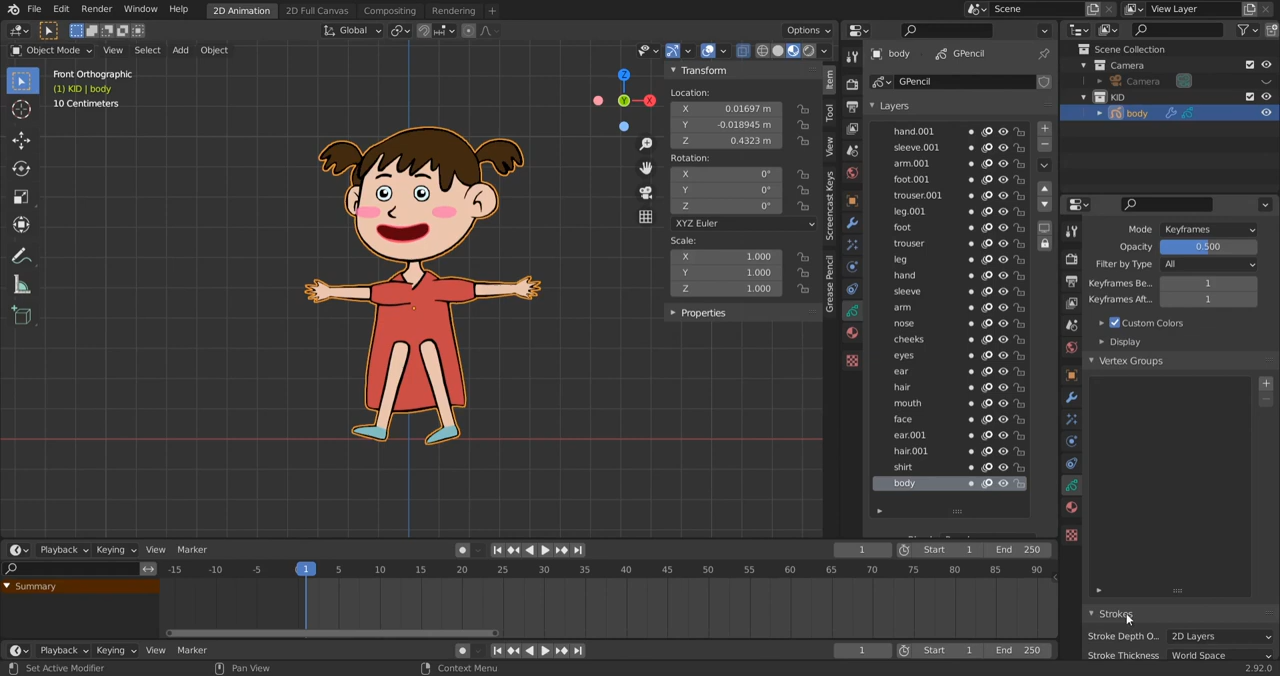 File Edit Render Window Help 2D Animation 2D Full Canvas Compositing Rendering + Scene View Layer
Global Options
Object Mode View Select Add Object
Front Orthographic
(1) KID | body
10 Centimeters
Z
Y
X
Transform
Location:
X 0.01697 m
Y -0.018945 m
Z 0.4323 m
Rotation:
X 0°
Y 0°
Z 0°
XYZ Euler
Scale:
X 1.000
Y 1.000
Z 1.000
Properties
Item
Tool
View
Screencast Keys
Grease Pencil
body GPencil
GPencil
Layers
hand.001
sleeve.001
arm.001
foot.001
trouser.001
leg.001
foot
trouser
leg
hand
sleeve
arm
nose
cheeks
eyes
ear
hair
mouth
face
ear.001
hair.001
shirt
body
Scene Collection
Camera
Camera
KID
body
Mode Keyframes
Opacity 0.500
Filter by Type All
Keyframes Be... 1
Keyframes Aft... 1
Custom Colors
Display
Vertex Groups
Strokes
Stroke Depth O... 2D Layers
Stroke Thickness World Space
Playback Keying View Marker 1 Start 1 End 250
-15 -10 -5 1 5 10 15 20 25 30 35 40 45 50 55 60 65 70 75 80 85 90
Summary
Playback Keying View Marker 1 Start 1 End 250
Set Active Modifier Pan View Context Menu 2.92.0